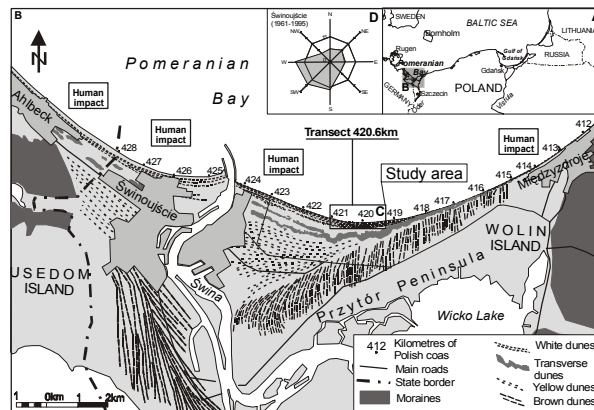 B
N
Pomeranian
Bay
Świnoujście
(1961-1995)
D
N
NE
E
SE
S
SW
W
NW
SWEDEN
Bornholm
BALTIC SEA
LITHUANIA
Rugen
Pomeranian
Bay
Gulf of
Gdańsk
RUSSIA
Gdańsk
B
GERMANY
Szczecin
Oder
POLAND
Vistula
Ahlbeck
Human
impact
428
Human
impact
427
426
425
Świnoujście
Transect 420.6km
Human
impact
424
423
422
421
420
C
419
Study area
418
417
416
415
414
413
412
Human
impact
Międzyzdroje
WOLIN
ISLAND
USEDOM
ISLAND
Świna
Przytór Peninsula
Wicko Lake
412 Kilometres of
Polish coas
Main roads
State border
Moraines
White dunes
Transverse
dunes
Yellow dunes
Brown dunes
1 0km 1 2km